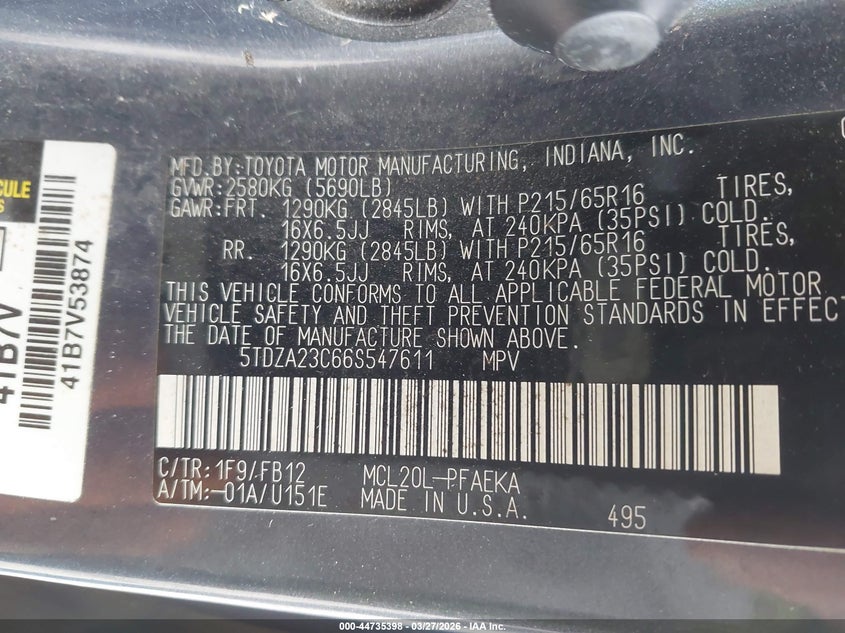 MFD.BY:TOYOTA MOTOR MANUFACTURING, INDIANA, INC.
GVWR:2580KG (5690LB)
GAWR:FRT. 1290KG (2845LB) WITH P215/65R16 TIRES,
16X6.5JJ RIMS, AT 240KPA (35PSI) COLD.
RR. 1290KG (2845LB) WITH P215/65R16 TIRES,
16X6.5JJ RIMS, AT 240KPA (35PSI) COLD.
THIS VEHICLE CONFORMS TO ALL APPLICABLE FEDERAL MOTOR
VEHICLE SAFETY AND THEFT PREVENTION STANDARDS IN EFFECT
THE DATE OF MANUFACTURE SHOWN ABOVE.
5TDZA23C66S547611 MPV
C/TR:1F9/FB12 MCL20L-PFAEKA
A/TM:-01A/U151E MADE IN U.S.A. 495
41B7V
41B7V53874
000-44735398 - 03/27/2026 - IAA Inc.